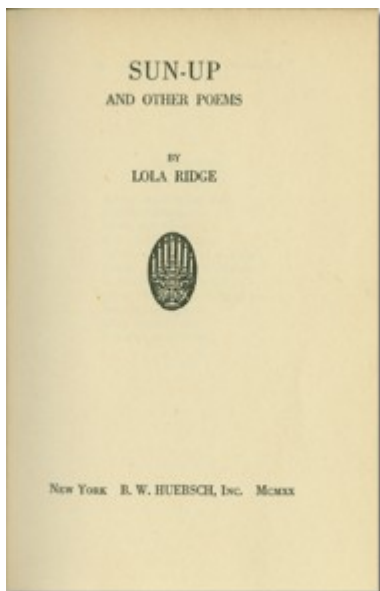 SUN-UP
AND OTHER POEMS
BY
LOLA RIDGE
New York B. W. HUEBSCH, Inc. Mcmxx